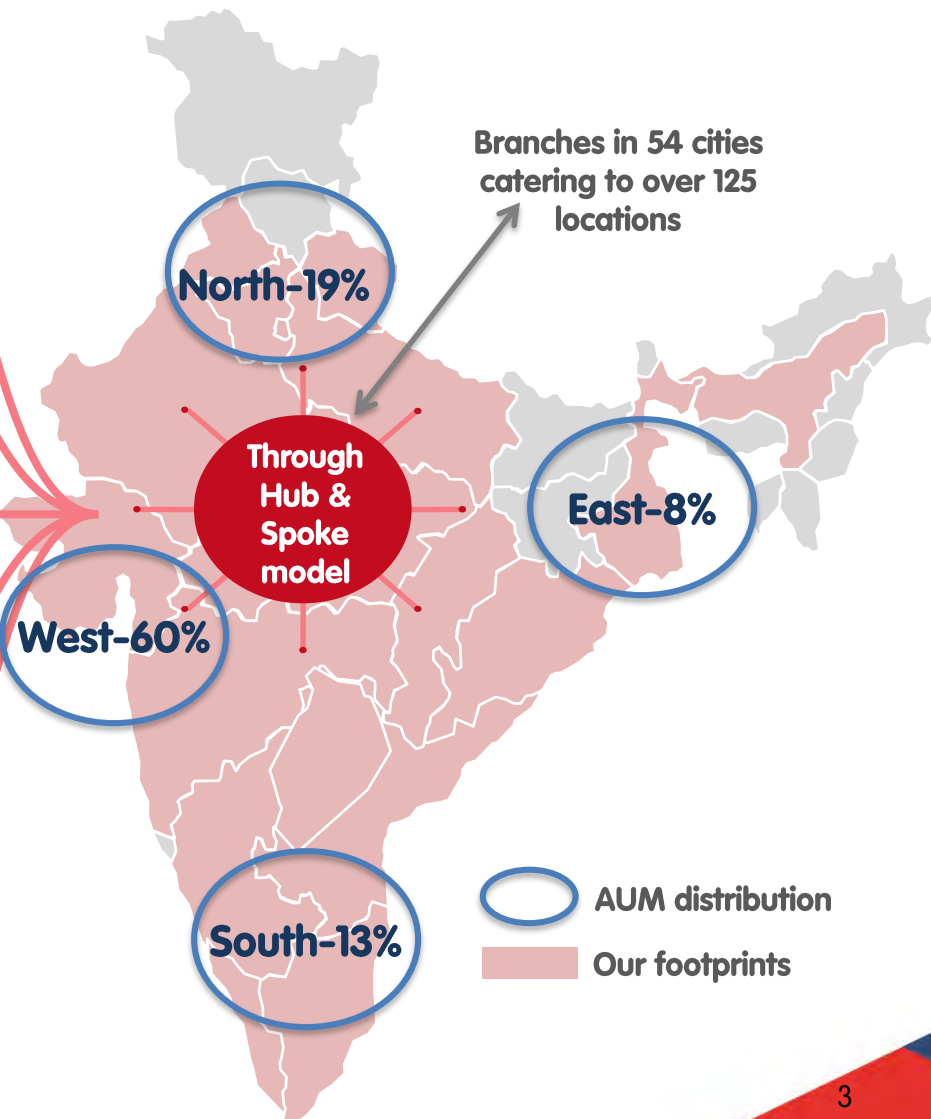 Branches in 54 cities
catering to over 125
locations
North-19%
Through
Hub &
Spoke
model
East-8%
West-60%
South-13%
AUM distribution
Our footprints
3